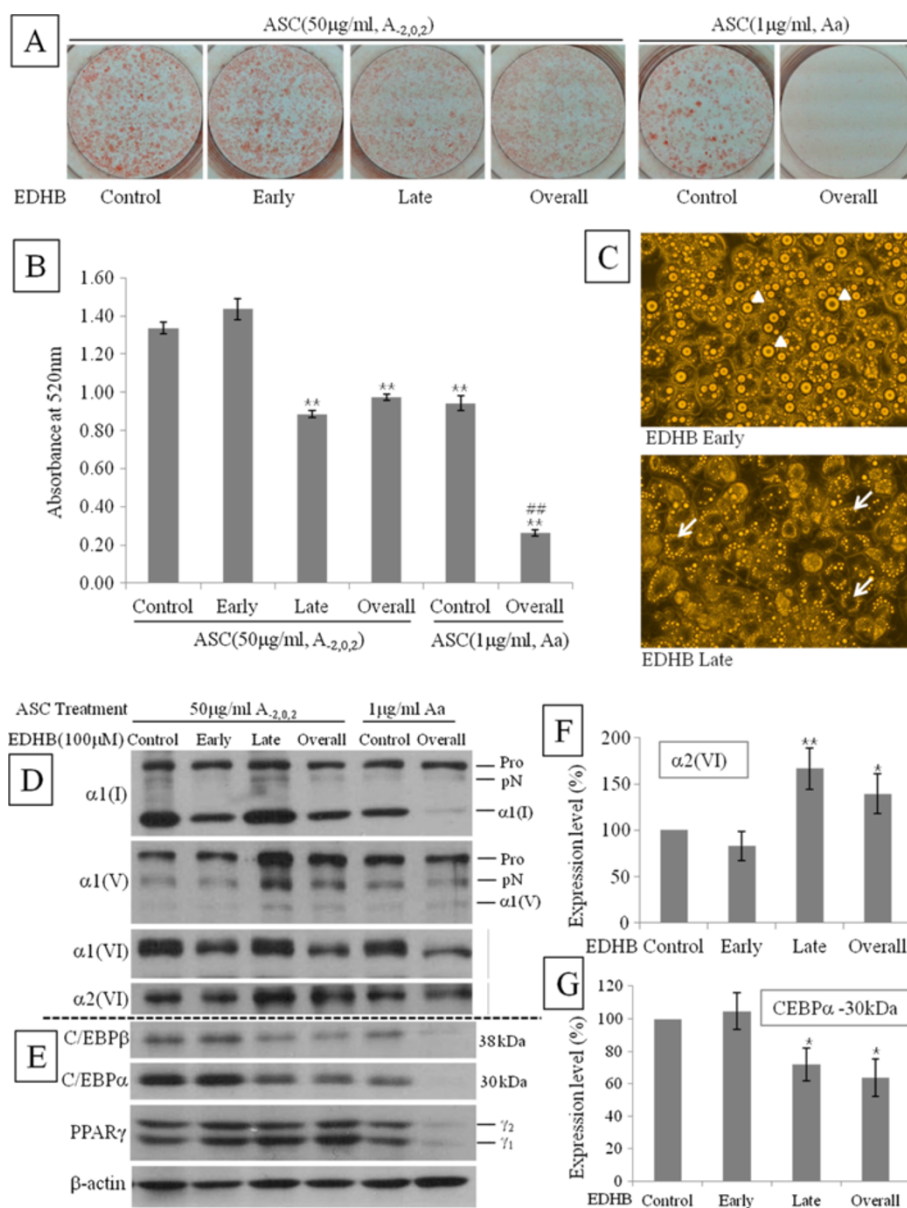 A
ASC(50μg/ml, A-2,0,2) ASC(1μg/ml, Aa)
EDHB Control Early Late Overall Control Overall
B
Absorbance at 520nm
1.60
1.40
1.20
1.00
0.80
0.60
0.40
0.20
0.00
** ** ** ## **
Control Early Late Overall Control Overall
ASC(50μg/ml, A-2,0,2) ASC(1μg/ml, Aa)
C
EDHB Early
EDHB Late
ASC Treatment 50μg/ml A-2,0,2 1μg/ml Aa
EDHB(100μM) Control Early Late Overall Control Overall
D
α1(I) Pro pN α1(I)
α1(V) Pro pN α1(V)
α1(VI)
α2(VI)
E
C/EBPβ 38kDa
C/EBPα 30kDa
PPARγ γ2 γ1
β-actin
F
α2(VI)
Expression level (%)
200
150
100
50
0
** *
EDHB Control Early Late Overall
G
CEBPα -30kDa
Expression level (%)
120
100
80
60
40
20
0
* *
EDHB Control Early Late Overall